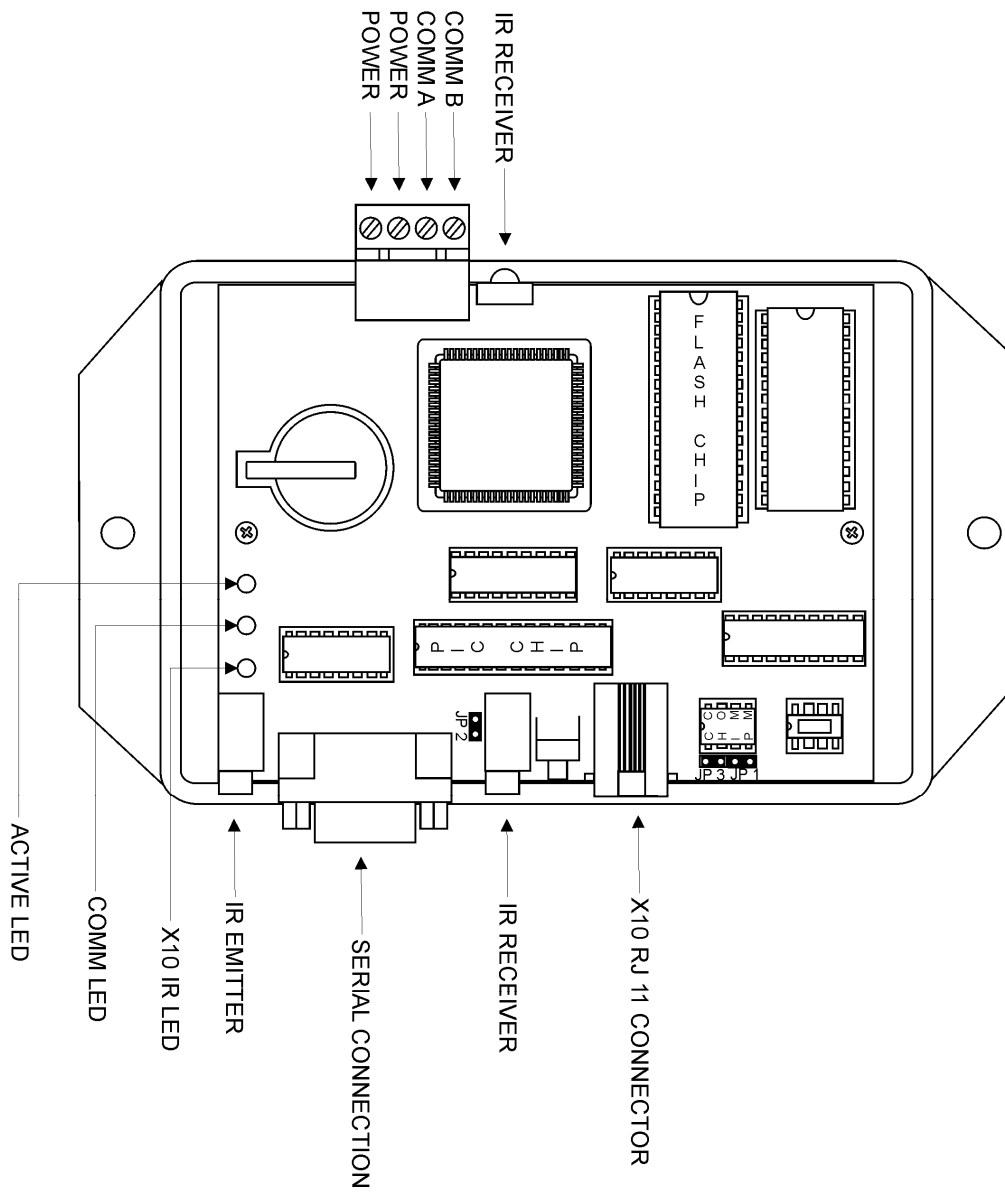 IR RECEIVER
COMM B
COMM A
POWER
POWER
FLASH CHIP
PIC CHIP
COMM
CHIP
JP 2
JP 3
JP 1
X10 RJ 11 CONNECTOR
IR RECEIVER
SERIAL CONNECTION
IR EMITTER
X10 IR LED
COMM LED
ACTIVE LED